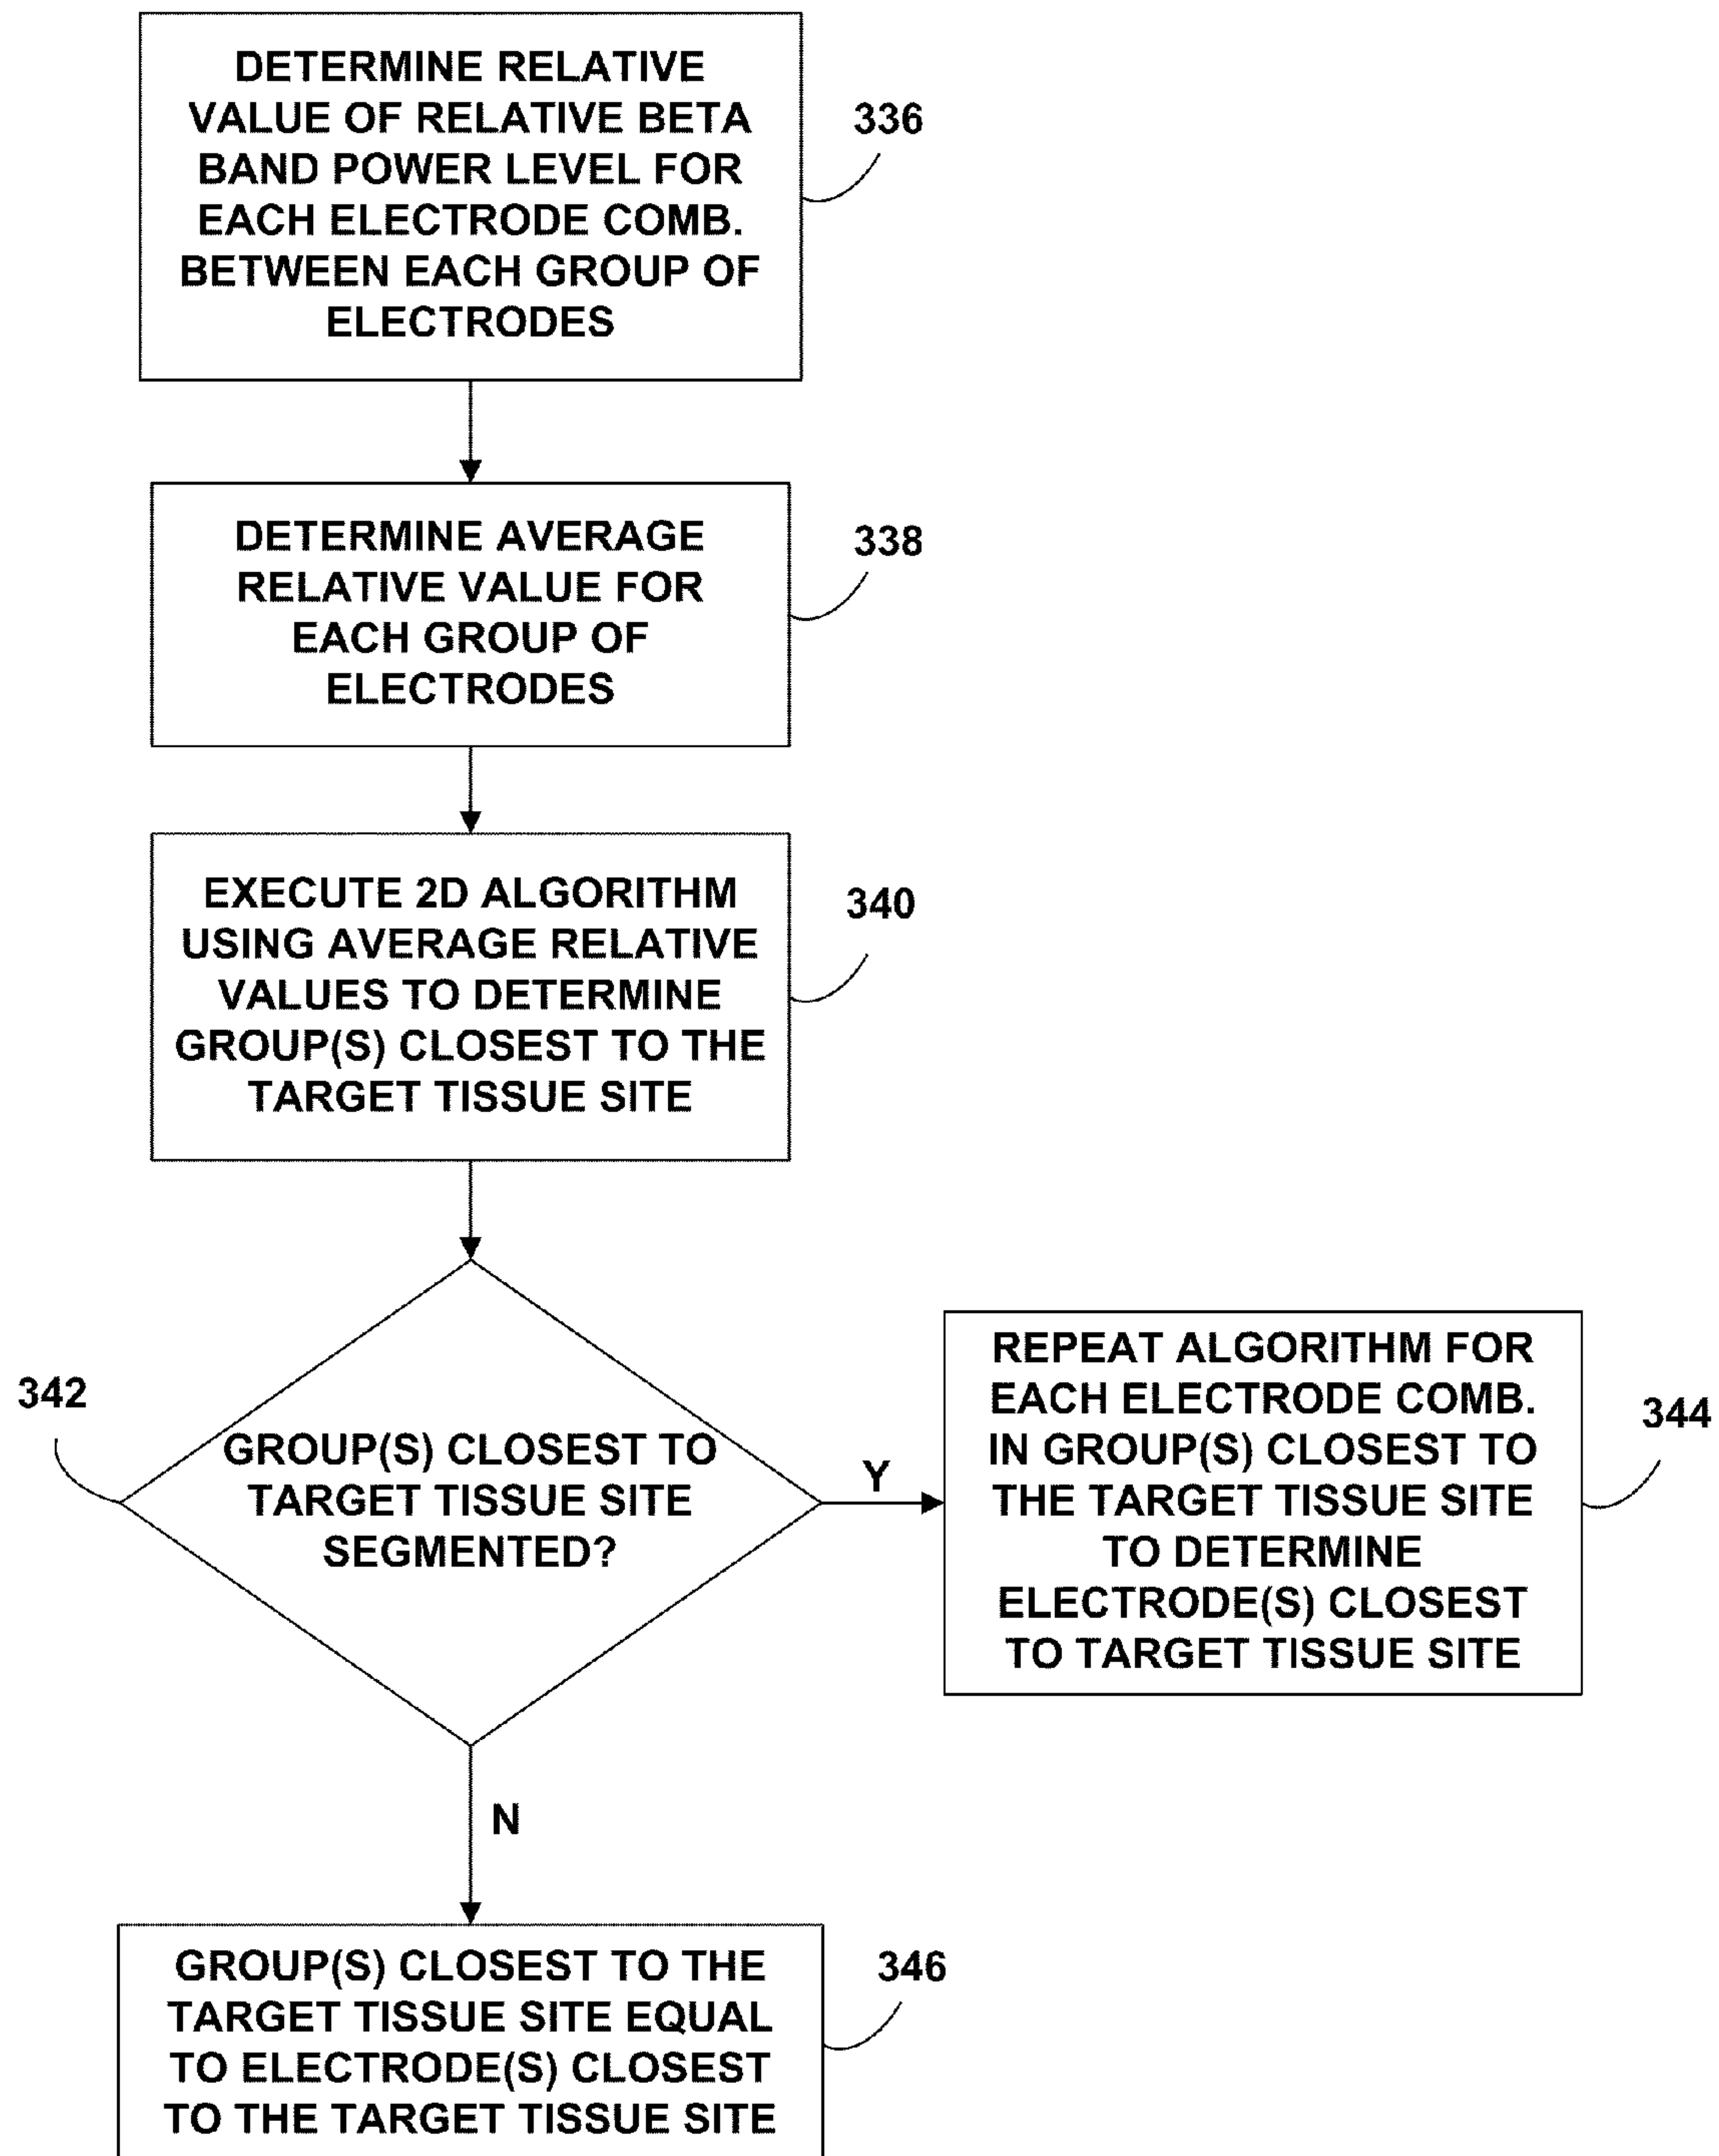 DETERMINE RELATIVE
VALUE OF RELATIVE BETA
BAND POWER LEVEL FOR
EACH ELECTRODE COMB.
BETWEEN EACH GROUP OF
ELECTRODES
336
DETERMINE AVERAGE
RELATIVE VALUE FOR
EACH GROUP OF
ELECTRODES
338
EXECUTE 2D ALGORITHM
USING AVERAGE RELATIVE
VALUES TO DETERMINE
GROUP(S) CLOSEST TO THE
TARGET TISSUE SITE
340
342
GROUP(S) CLOSEST TO
TARGET TISSUE SITE
SEGMENTED?
Y
REPEAT ALGORITHM FOR
EACH ELECTRODE COMB.
IN GROUP(S) CLOSEST TO
THE TARGET TISSUE SITE
TO DETERMINE
ELECTRODE(S) CLOSEST
TO TARGET TISSUE SITE
344
N
GROUP(S) CLOSEST TO THE
TARGET TISSUE SITE EQUAL
TO ELECTRODE(S) CLOSEST
TO THE TARGET TISSUE SITE
346